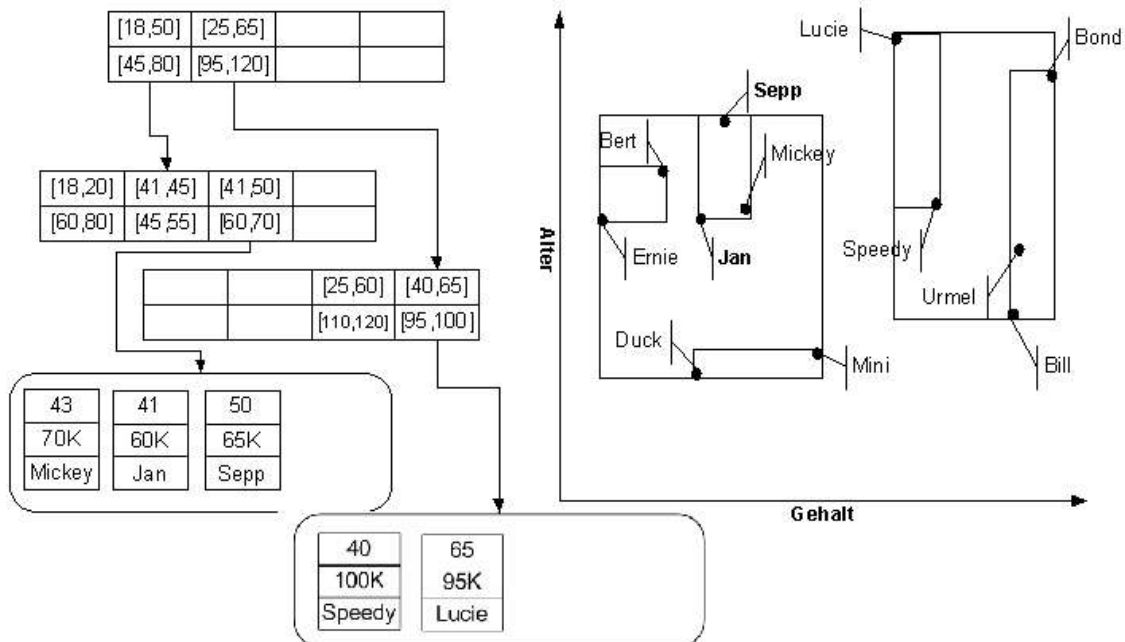 [18,50] [25,65]
[45,80] [95,120]
[18,20] [41,45] [41,50]
[60,80] [45,55] [60,70]
[25,60] [40,65]
[110,120] [95,100]
43 41 50
70K 60K 65K
Mickey Jan Sepp
40 65
100K 95K
Speedy Lucie
Alter
Gehalt
Lucie
Bond
Sepp
Bert
Mickey
Ernie
Jan
Speedy
Urmel
Duck
Mini
Bill